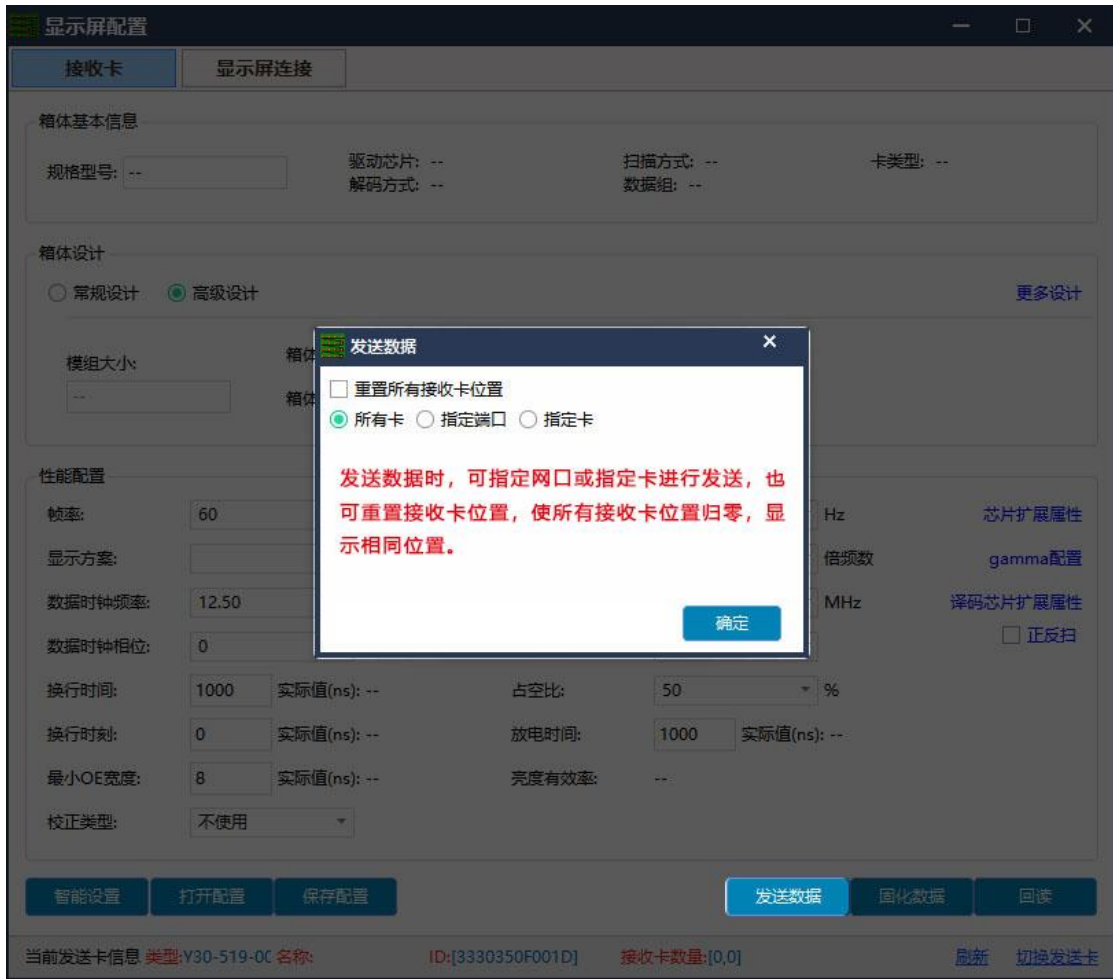 显示屏配置
接收卡 显示屏连接
箱体基本信息
规格型号: -- 驱动芯片: -- 扫描方式: -- 卡类型: --
解码方式: -- 数据组: --
箱体设计
常规设计 高级设计 更多设计
模组大小: 箱体
-- 箱体
发送数据
重置所有接收卡位置
所有卡 指定端口 指定卡
发送数据时，可指定网口或指定卡进行发送，也
可重置接收卡位置，使所有接收卡位置归零，显
示相同位置。
确定
性能配置
帧率: 60 Hz 芯片扩展属性
显示方案: 倍频数 gamma配置
数据时钟频率: 12.50 MHz 译码芯片扩展属性
数据时钟相位: 0 正反扫
换行时间: 1000 实际值(ns): -- 占空比: 50 %
换行时刻: 0 实际值(ns): -- 放电时间: 1000 实际值(ns): --
最小OE宽度: 8 实际值(ns): -- 亮度有效率: --
校正类型: 不使用
智能设置 打开配置 保存配置 发送数据 固化数据 回读
当前发送卡信息 类型:Y30-519-0C 名称: ID:[3330350F001D] 接收卡数量:[0,0] 刷新 切换发送卡